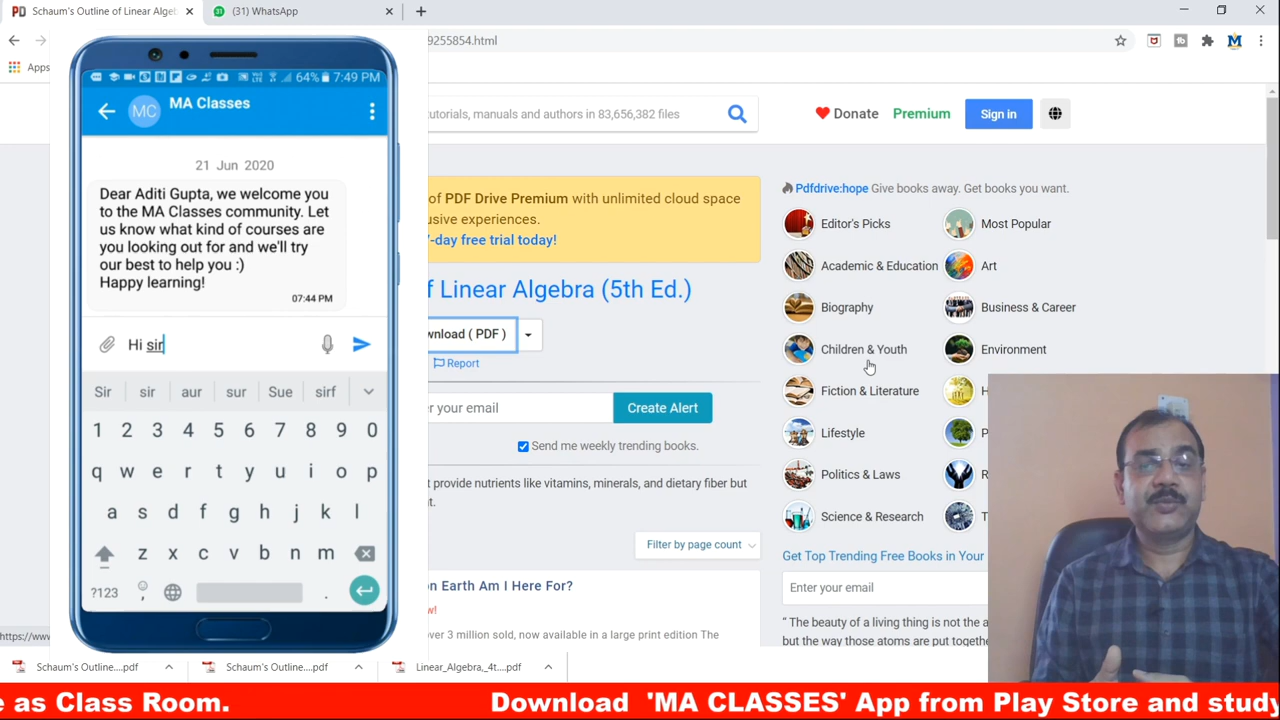 Schaum's Outline of Linear Algeb
(31) WhatsApp
9255854.html
Apps
64% 7:49 PM
MC
MA Classes
21 Jun 2020
Dear Aditi Gupta, we welcome you
to the MA Classes community. Let
us know what kind of courses are
you looking out for and we'll try
our best to help you :)
Happy learning!
07:44 PM
Hi sir
Sir sir aur sur Sue sirf
1 2 3 4 5 6 7 8 9 0
q w e r t y u i o p
a s d f g h j k l
z x c v b n m
?123 , .
tutorials, manuals and authors in 83,656,382 files
Donate
Premium
Sign in
of PDF Drive Premium with unlimited cloud space
usive experiences.
7-day free trial today!
f Linear Algebra (5th Ed.)
wnload ( PDF )
Report
er your email
Create Alert
Send me weekly trending books.
t provide nutrients like vitamins, minerals, and dietary fiber but
t.
Filter by page count
on Earth Am I Here For?
w!
over 3 million sold, now available in a large print edition The
Pdfdrive:hope Give books away. Get books you want.
Editor's Picks
Most Popular
Academic & Education
Art
Biography
Business & Career
Children & Youth
Environment
Fiction & Literature
H
Lifestyle
P
Politics & Laws
R
Science & Research
T
Get Top Trending Free Books in Your
Enter your email
“ The beauty of a living thing is not the a
but the way those atoms are put togethe
https://www
Schaum's Outline....pdf
Schaum's Outline....pdf
Linear_Algebra,_4t....pdf
e as Class Room.
Download 'MA CLASSES' App from Play Store and study